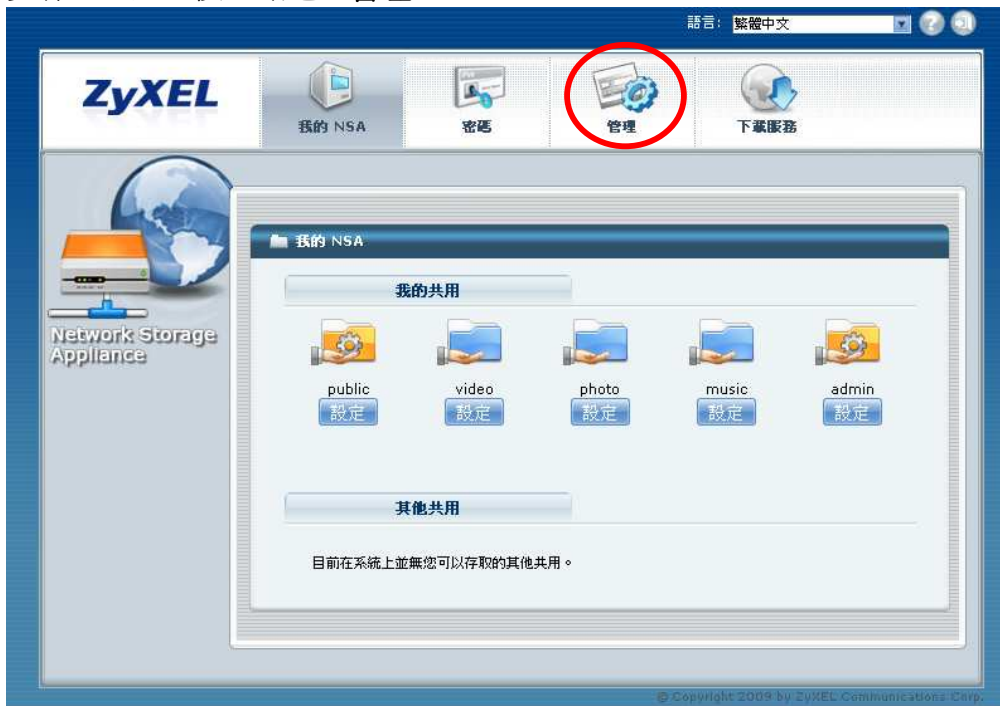 語言: 繁體中文
ZyXEL
我的 NSA
密碼
管理
下載服務
Network Storage
Appliance
我的 NSA
我的共用
public
video
photo
music
admin
設定
設定
設定
設定
設定
其他共用
目前在系統上並無您可以存取的其他共用。
© Copyright 2009 by ZyXEL Communications Corp.